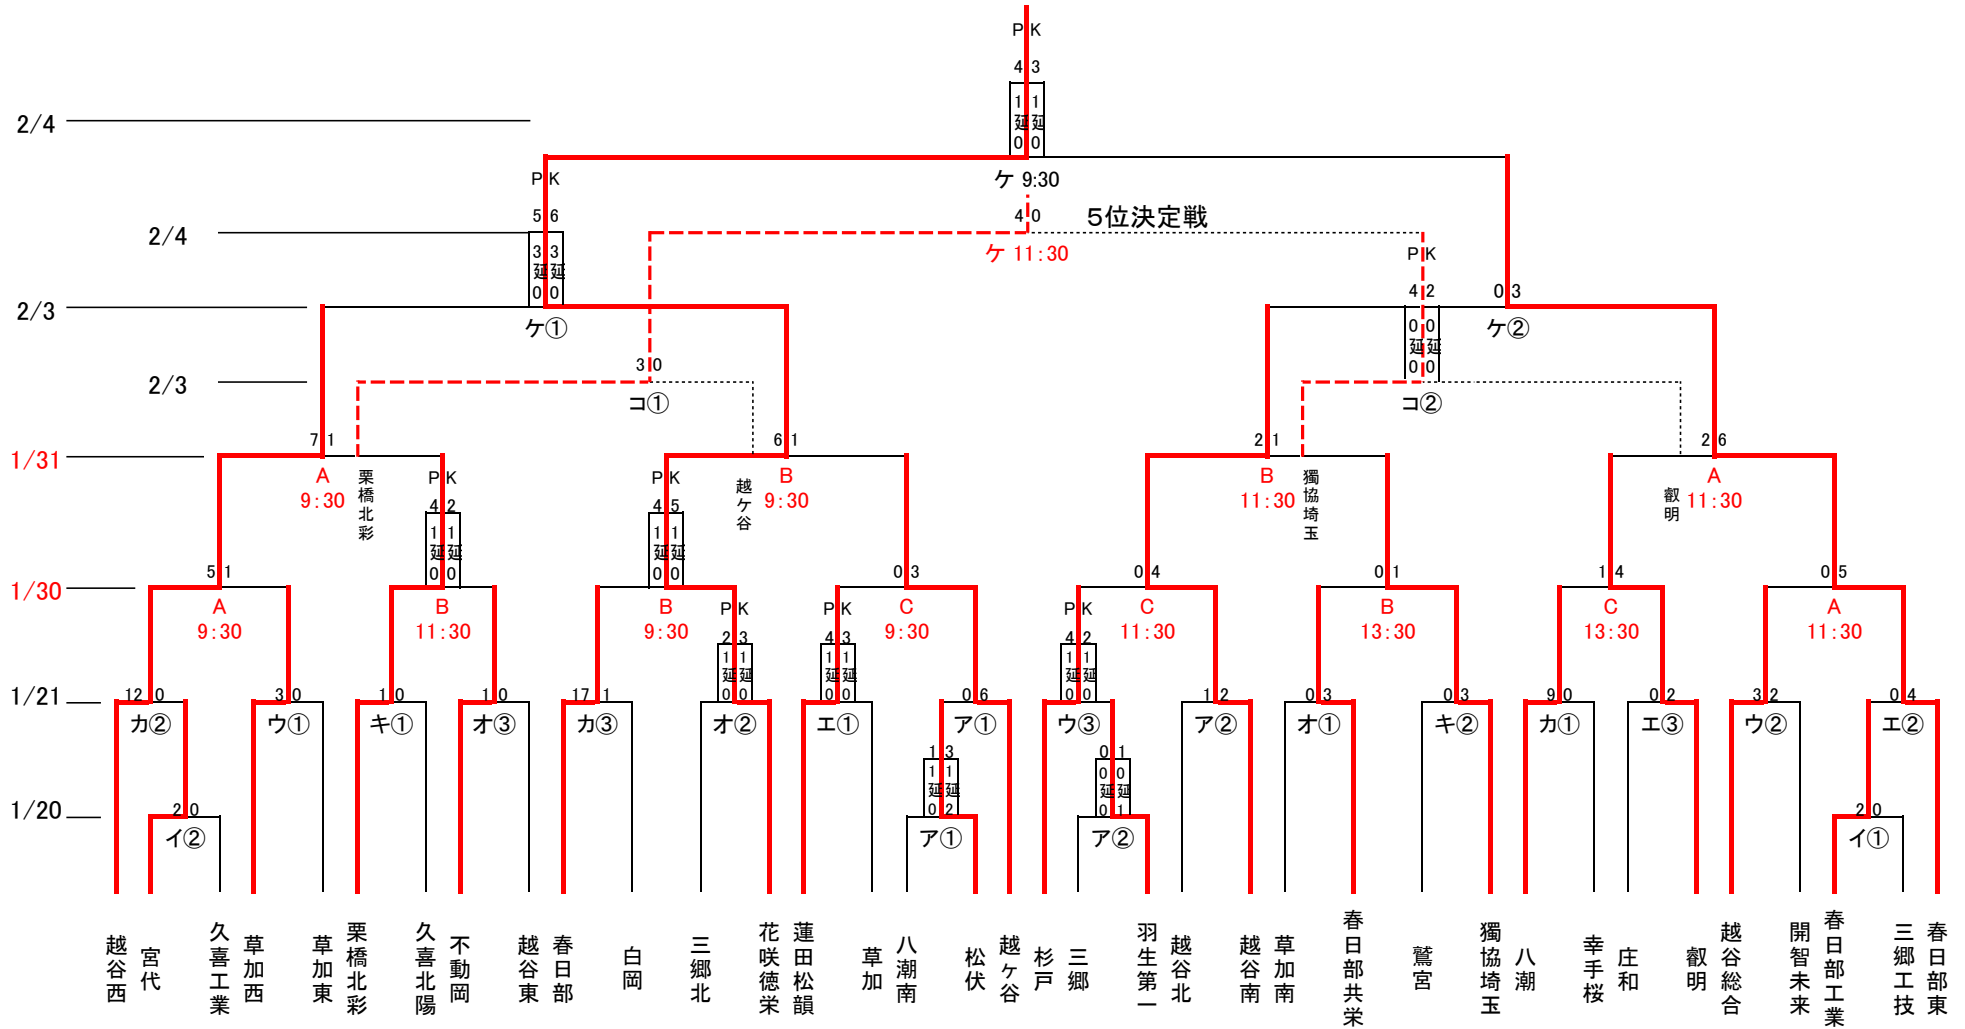 P K
4 3
1 1
延 延
0 0
2/4
ケ 9:30
P K
5 6
3 3
延 延
0 0
4 0
5位決定戦
2/4
ケ 11:30
P K
4 2
0 0
延 延
0 0
0 3
2/3
ケ①
ケ②
3 0
2/3
コ①
コ②
7 1
6 1
2 1
2 6
1/31
A
9:30
栗橋北彩
B
9:30
越ケ谷
B
11:30
獨協埼玉
A
11:30
叡明
P K
4 2
1 1
延 延
0 0
P K
4 5
1 1
延 延
0 0
5 1
0 3
0 4
0 1
1 4
0 5
1/30
A
9:30
B
11:30
B
9:30
C
9:30
C
11:30
B
13:30
C
13:30
A
11:30
P K
2 3
1 1
延 延
0 0
P K
4 3
1 1
延 延
0 0
P K
4 2
1 1
延 延
0 0
1/21
12 0
3 0
1 0
1 0
17 1
0 6
1 2
0 3
0 3
9 0
0 2
3 2
0 4
カ②
ウ①
キ①
オ③
カ③
オ②
エ①
ア①
ウ③
ア②
オ①
キ②
カ①
エ③
ウ②
エ②
1 3
1 1
延 延
0 2
0 1
0 0
延 延
0 1
1/20
2 0
2 0
イ②
ア①
ア②
イ①
越谷西
宮代
久喜工業
草加西
草加東
栗橋北彩
久喜北陽
不動岡
越谷東
春日部
白岡
三郷北
花咲徳栄
蓮田松韻
草加
八潮南
松伏
越ヶ谷
杉戸
三郷
羽生第一
越谷北
越谷南
草加南
春日部共栄
鷲宮
獨協埼玉
八潮
幸手桜
庄和
叡明
越谷総合
開智未来
春日部工業
三郷工技
春日部東